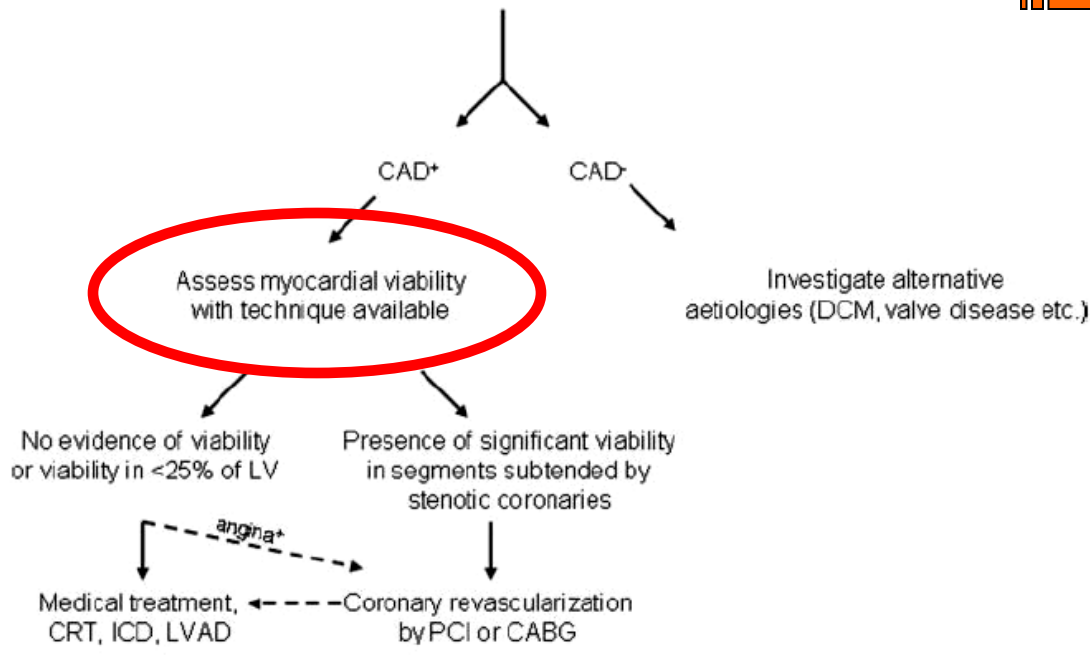 CAD⁺
CAD⁻
Assess myocardial viability
with technique available
Investigate alternative
aetiologies (DCM, valve disease etc.)
No evidence of viability
or viability in <25% of LV
Presence of significant viability
in segments subtended by
stenotic coronaries
angina⁺
Medical treatment,
CRT, ICD, LVAD
Coronary revascularization
by PCI or CABG